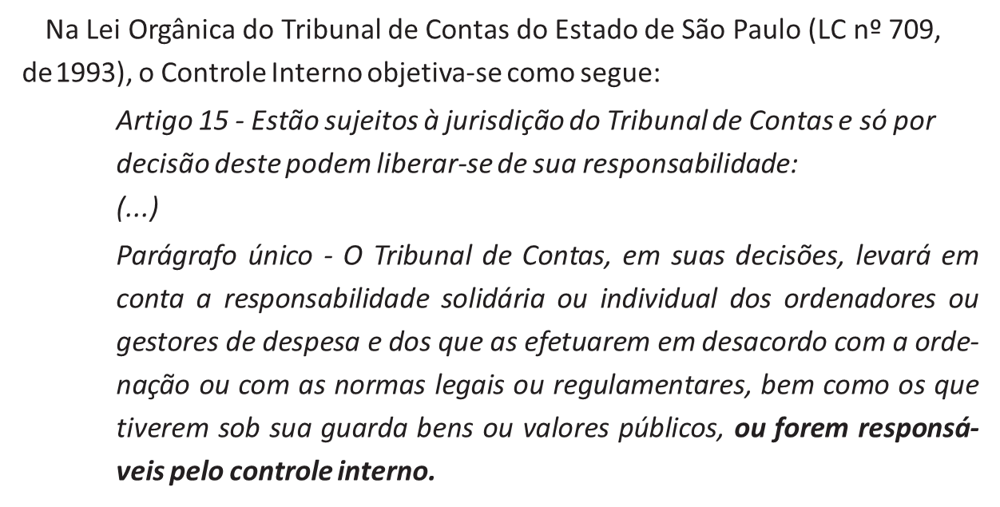 Na Lei Orgânica do Tribunal de Contas do Estado de São Paulo (LC nº 709,
de 1993), o Controle Interno objetiva-se como segue:
Artigo 15 - Estão sujeitos à jurisdição do Tribunal de Contas e só por
decisão deste podem liberar-se de sua responsabilidade:
(...)
Parágrafo único - O Tribunal de Contas, em suas decisões, levará em
conta a responsabilidade solidária ou individual dos ordenadores ou
gestores de despesa e dos que as efetuarem em desacordo com a orde-
nação ou com as normas legais ou regulamentares, bem como os que
tiverem sob sua guarda bens ou valores públicos, ou forem responsá-
veis pelo controle interno.